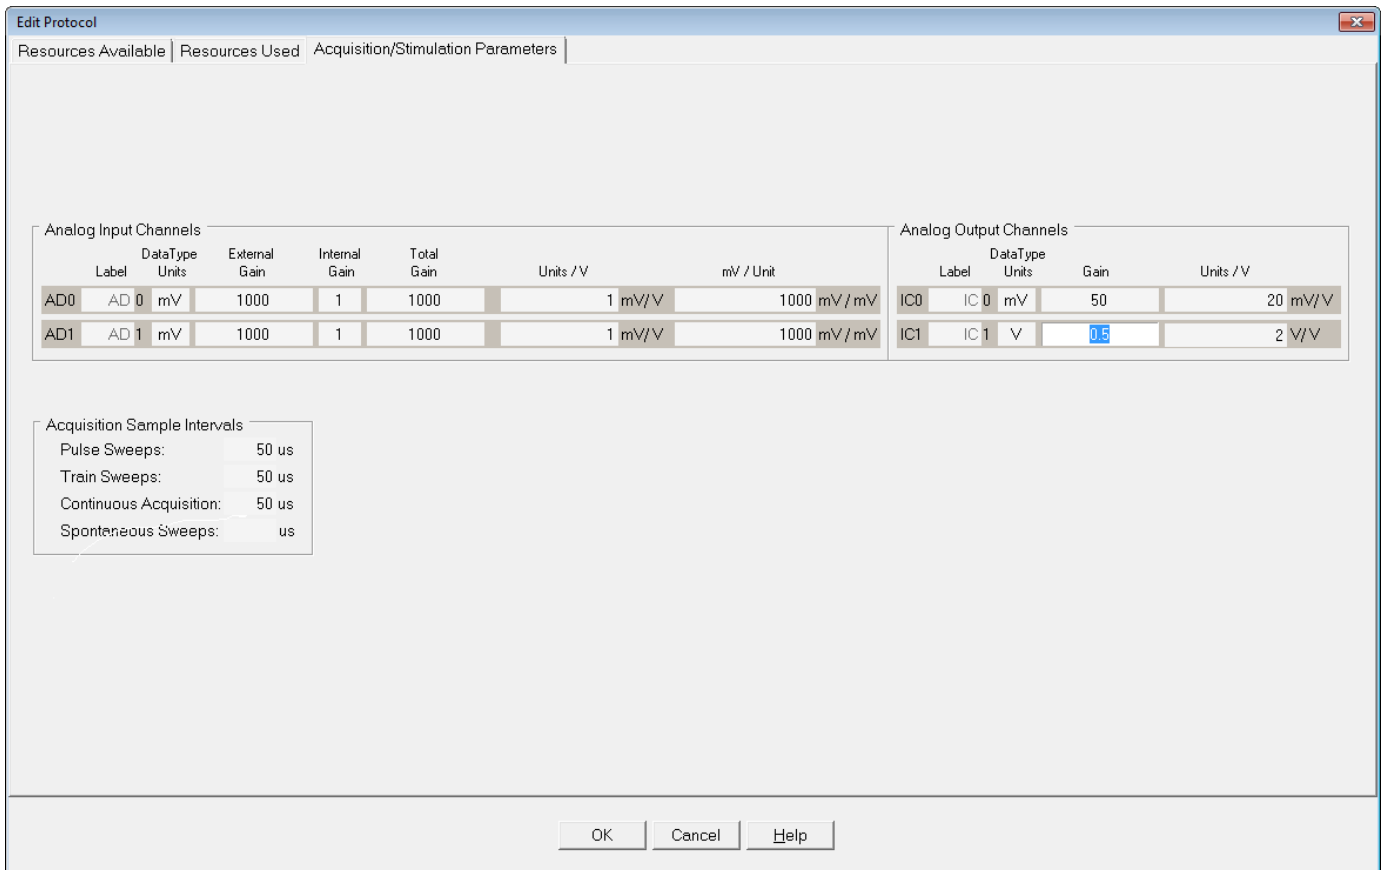 Edit Protocol
Resources Available Resources Used Acquisition/Stimulation Parameters
Analog Input Channels
DataType External Internal Total
Label Units Gain Gain Gain Units / V mV / Unit
AD0 AD 0 mV 1000 1 1000 1 mV/V 1000 mV / mV
AD1 AD 1 mV 1000 1 1000 1 mV/V 1000 mV / mV
Analog Output Channels
DataType
Label Units Gain Units / V
IC0 IC 0 mV 50 20 mV/V
IC1 IC 1 V 0.5 2 V/V
Acquisition Sample Intervals
Pulse Sweeps: 50 us
Train Sweeps: 50 us
Continuous Acquisition: 50 us
Spontaneous Sweeps: us
OK Cancel Help